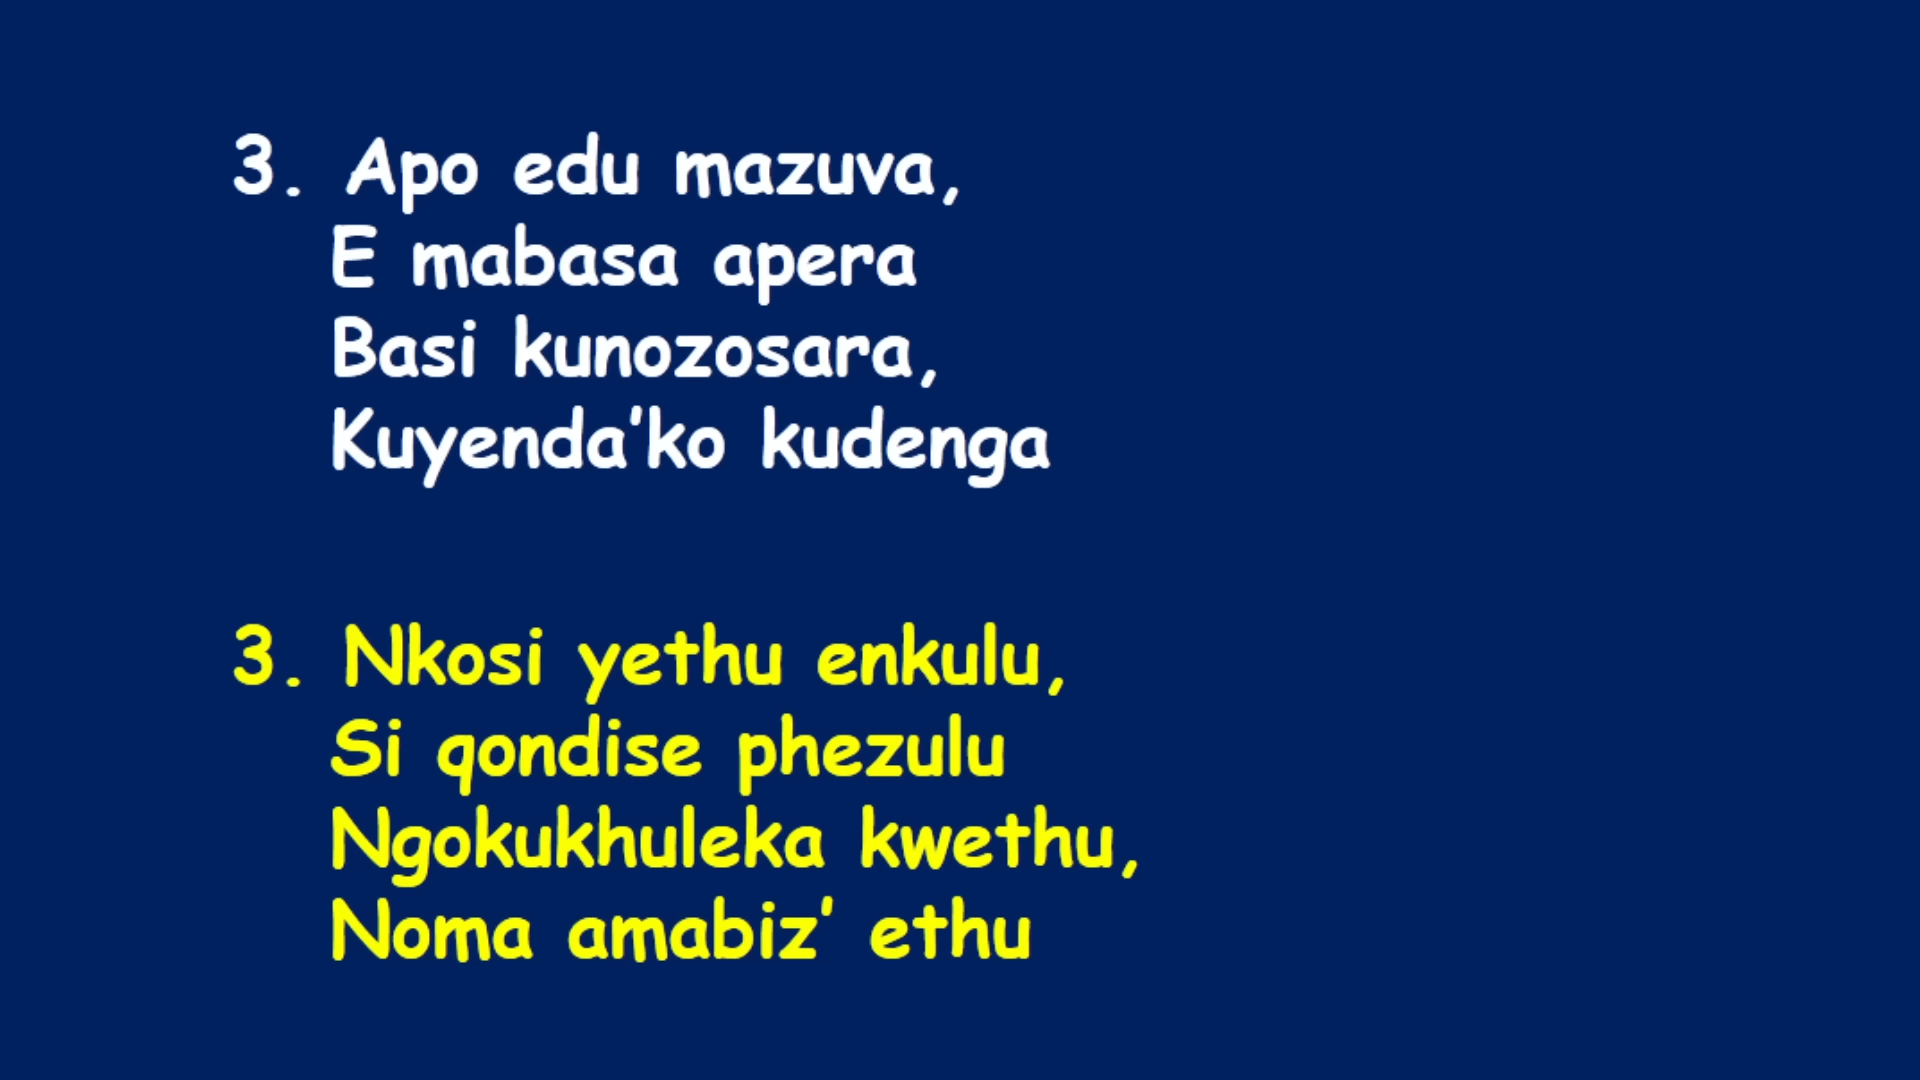 3. Apo edu mazuva,
E mabasa apera
Basi kunozosara,
Kuyenda’ko kudenga
3. Nkosi yethu enkulu,
Si qondise phezulu
Ngokukhuleka kwethu,
Noma amabiz’ ethu